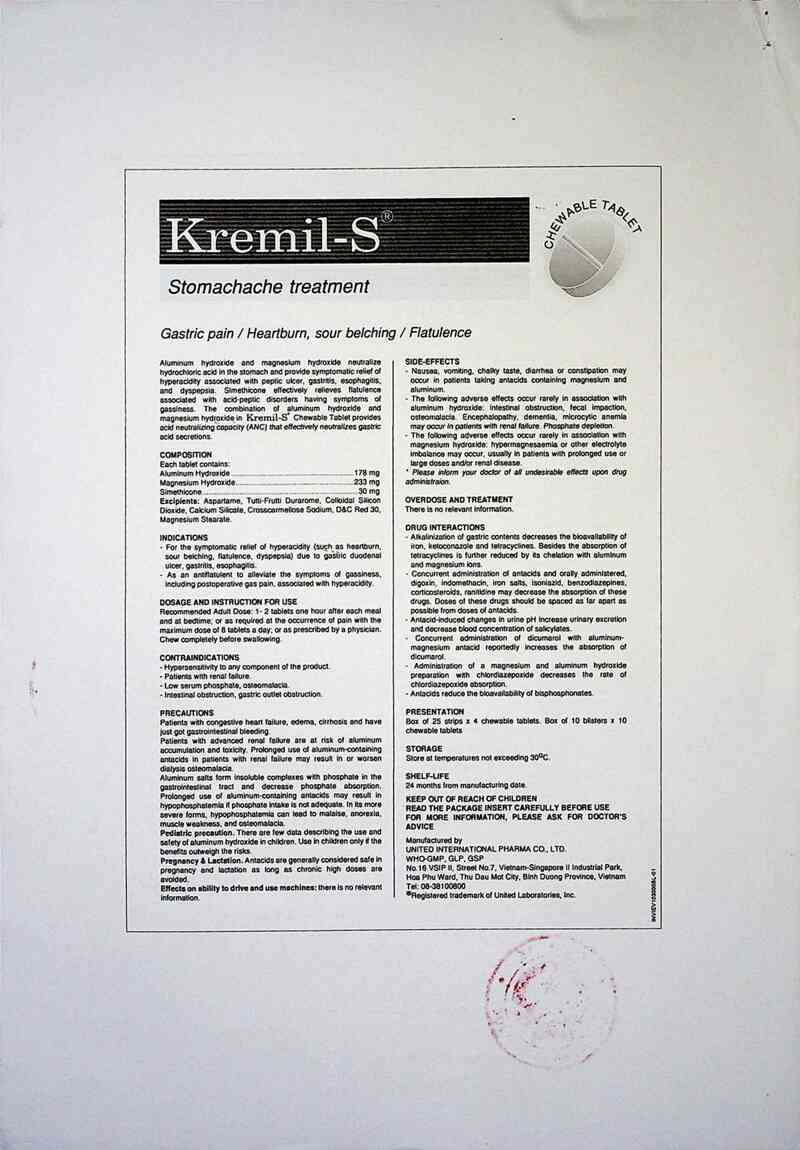 Kremil-S®
CHEWABLE TABLET
Stomachache treatment
Gastric pain / Heartburn, sour belching / Flatulence
Aluminum hydroxide and magnesium hydroxide neutralize
hydrochloric acid in the stomach and provide symptomatic relief of
hyperacidity associated with peptic ulcer, gastritis, esophagitis,
and dyspepsia. Simethicone effectively relieves flatulence
associated with acid-peptic disorders having symptoms of
gassiness. The combination of aluminum hydroxide and
magnesium hydroxide in Kremil-S® Chewable Tablet provides
acid neutralizing capacity (ANC) that effectively neutralizes gastric
acid secretions.
COMPOSITION
Each tablet contains:
Aluminum Hydroxide ........ 178 mg
Magnesium Hydroxide ........ 233 mg
Simethicone ........ 30 mg
Excipients: Aspartame, Tutti-Frutti Durarome, Colloidal Silicon
Dioxide, Calcium Silicate, Crosscarmellose Sodium, D&C Red 30,
Magnesium Stearate.
INDICATIONS
- For the symptomatic relief of hyperacidity (such as heartburn,
sour belching, flatulence, dyspepsia) due to gastric duodenal
ulcer, gastritis, esophagitis.
- As an antiflatulent to alleviate the symptoms of gassiness,
including postoperative gas pain, associated with hyperacidity.
DOSAGE AND INSTRUCTION FOR USE
Recommended Adult Dose: 1- 2 tablets one hour after each meal
and at bedtime; or as required at the occurrence of pain with the
maximum dose of 8 tablets a day; or as prescribed by a physician.
Chew completely before swallowing.
CONTRAINDICATIONS
- Hypersensitivity to any component of the product.
- Patients with renal failure.
- Low serum phosphate, osteomalacia.
- Intestinal obstruction, gastric outlet obstruction.
PRECAUTIONS
Patients with congestive heart failure, edema, cirrhosis and have
just got gastrointestinal bleeding.
Patients with advanced renal failure are at risk of aluminum
accumulation and toxicity. Prolonged use of aluminum-containing
antacids in patients with renal failure may result in or worsen
dialysis osteomalacia.
Aluminum salts form insoluble complexes with phosphate in the
gastrointestinal tract and decrease phosphate absorption.
Prolonged use of aluminum-containing antacids may result in
hypophosphatemia if phosphate intake is not adequate. In its more
severe forms, hypophosphatemia can lead to malaise, anorexia,
muscle weakness, and osteomalacia.
Pediatric precaution. There are few data describing the use and
safety of aluminum hydroxide in children. Use in children only if the
benefits outweigh the risks.
Pregnancy & Lactation. Antacids are generally considered safe in
pregnancy and lactation as long as chronic high doses are
avoided.
Effects on ability to drive and use machines: there is no relevant
information.
SIDE-EFFECTS
- Nausea, vomiting, chalky taste, diarrhea or constipation may
occur in patients taking antacids containing magnesium and
aluminum.
- The following adverse effects occur rarely in association with
aluminum hydroxide: intestinal obstruction, fecal impaction,
osteomalacia. Encephalopathy, dementia, microcytic anemia
may occur in patients with renal failure. Phosphate depletion.
- The following adverse effects occur rarely in association with
magnesium hydroxide: hypermagnesaemia or other electrolyte
imbalance may occur, usually in patients with prolonged use or
large doses and/or renal disease.
* Please inform your doctor of all undesirable effects upon drug
administraion.
OVERDOSE AND TREATMENT
There is no relevant information.
DRUG INTERACTIONS
- Alkalinization of gastric contents decreases the bioavailability of
iron, ketoconazole and tetracyclines. Besides the absorption of
tetracyclines is further reduced by its chelation with aluminum
and magnesium ions.
- Concurrent administration of antacids and orally administered,
digoxin, indomethacin, iron salts, isoniazid, benzodiazepines,
corticosteroids, ranitidine may decrease the absorption of these
drugs. Doses of these drugs should be spaced as far apart as
possible from doses of antacids.
- Antacid-induced changes in urine pH increase urinary excretion
and decrease blood concentration of salicylates.
- Concurrent administration of dicumarol with aluminum-
magnesium antacid reportedly increases the absorption of
dicumarol.
- Administration of a magnesium and aluminum hydroxide
preparation with chlordiazepoxide decreases the rate of
chlordiazepoxide absorption.
- Antacids reduce the bioavailability of bisphosphonates.
PRESENTATION
Box of 25 strips x 4 chewable tablets. Box of 10 blisters x 10
chewable tablets
STORAGE
Store at temperatures not exceeding 30ºC.
SHELF-LIFE
24 months from manufacturing date.
KEEP OUT OF REACH OF CHILDREN
READ THE PACKAGE INSERT CAREFULLY BEFORE USE
FOR MORE INFORMATION, PLEASE ASK FOR DOCTOR'S
ADVICE
Manufactured by
UNITED INTERNATIONAL PHARMA CO., LTD.
WHO-GMP, GLP, GSP
No.16 VSIP II, Street No.7, Vietnam-Singapore II Industrial Park,
Hoa Phu Ward, Thu Dau Mot City, Binh Duong Province, Vietnam
Tel: 08-38100600
®Registered trademark of United Laboratories, Inc.